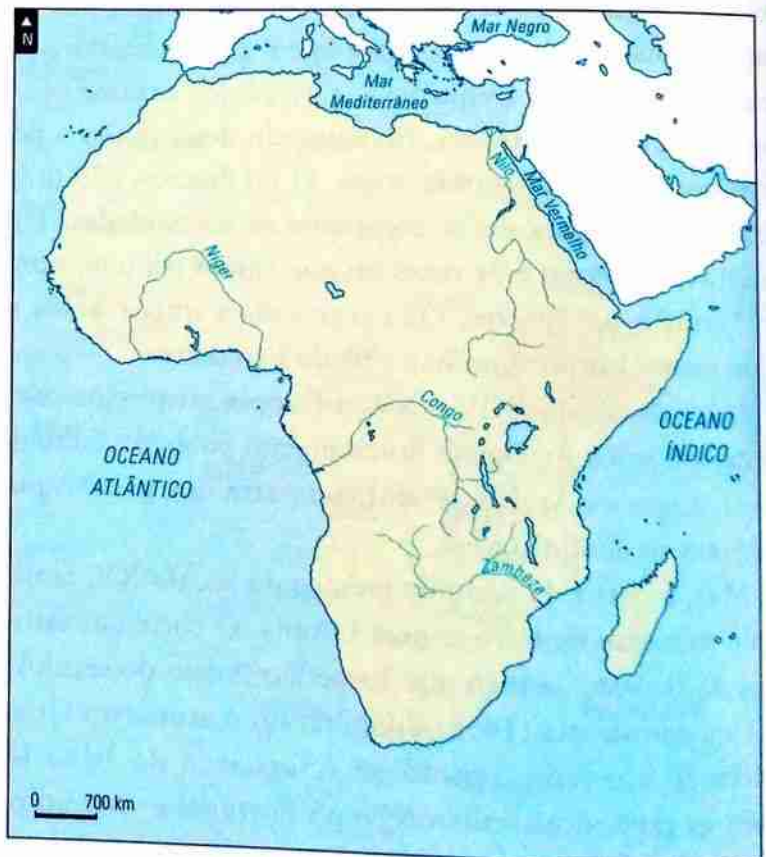 N
Mar Negro
Mar
Mediterrâneo
Nilo
Mar Vermelho
Níger
Congo
OCEANO
ATLÂNTICO
OCEANO
ÍNDICO
Zambeze
0 700 km